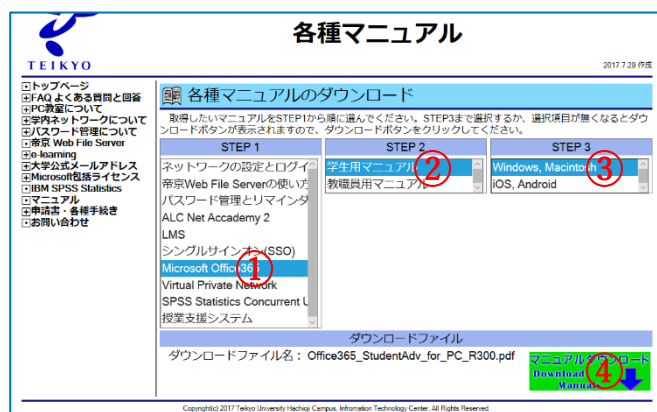 TEIKYO
各種マニュアル
2017.7.29 作成
トップページ
FAQ よくある質問と回答
PC教室について
学内ネットワークについて
パスワード管理について
帝京 Web File Server
e-learning
大学公式メールアドレス
Microsoft包括ライセンス
IBM SPSS Statistics
マニュアル
申請書・各種手続き
お問い合わせ
各種マニュアルのダウンロード
取得したいマニュアルをSTEP1から順に選んでください。STEP3まで選択するか、選択項目が無くなるとダウ
ンロードボタンが表示されますので、ダウンロードボタンをクリックしてください。
STEP 1
ネットワークの設定とログイ
帝京Web File Serverの使い方
パスワード管理とリマインダ
ALC Net Accademy 2
LMS
シングルサインオン(SSO)
Microsoft Office365
①
Virtual Private Network
SPSS Statistics Concurrent U
授業支援システム
STEP 2
学生用マニュアル
②
教職員用マニュアル
STEP 3
Windows, Macintosh
③
iOS, Android
ダウンロードファイル
ダウンロードファイル名： Office365_StudentAdv_for_PC_R300.pdf
マニュアルダウンロード
Download
Manual
④
Copyright(c) 2017 Teikyo University Hachioji Campus, Infromation Technology Center. All Rights Reserved.